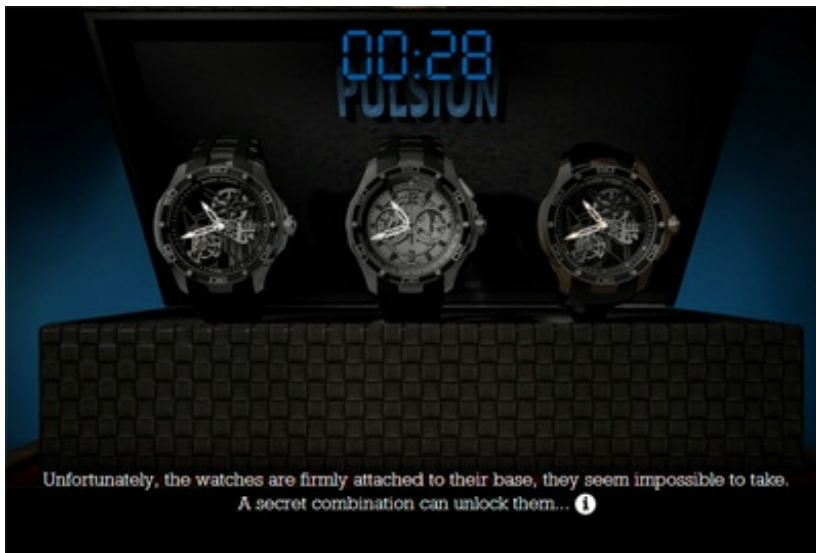 00:28
PULSION
Unfortunately, the watches are firmly attached to their base, they seem impossible to take.
A secret combination can unlock them... i